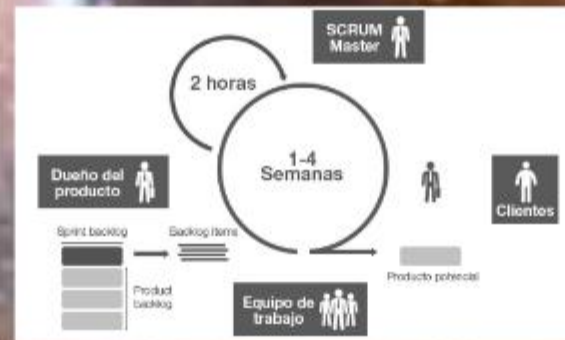 SCRUM
Master
2 horas
1-4
Semanas
Dueño del
producto
Clientes
Sprint backlog
Backlog items
Product
backlog
Producto potencial
Equipo de
trabajo